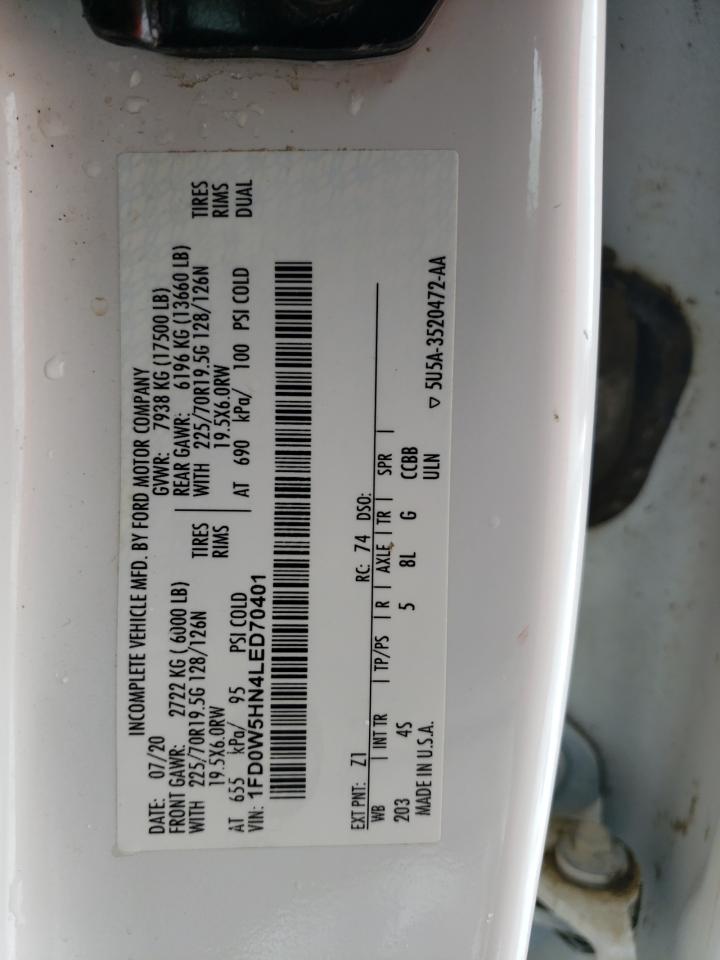 INCOMPLETE VEHICLE MFD. BY FORD MOTOR COMPANY
DATE: 07/20 GVWR: 7938 KG (17500 LB)
FRONT GAWR: 2722 KG ( 6000 LB) REAR GAWR: 6196 KG (13660 LB)
WITH 225/70R19.5G 128/126N TIRES WITH 225/70R19.5G 128/126N TIRES
19.5X6.0RW RIMS 19.5X6.0RW RIMS
AT 655 kPa/ 95 PSI COLD AT 690 kPa/ 100 PSI COLD DUAL
VIN: 1FD0W5HN4LED70401
EXT PNT: Z1 RC: 74 DSO:
WB INT TR TP/PS R AXLE TR SPR
203 4S 5 8L G CCBB
MADE IN U.S.A. ULN
▽ 5U5A-3520472-AA